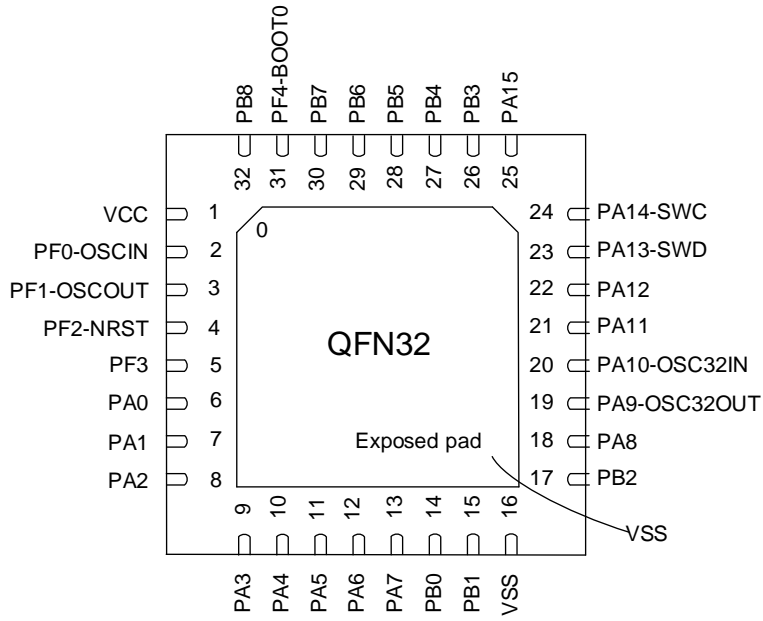 PB8
PF4-BOOT0
PB7
PB6
PB5
PB4
PB3
PA15
32
31
30
29
28
27
26
25
VCC 1
PF0-OSCIN 2
PF1-OSCOUT 3
PF2-NRST 4
PF3 5
PA0 6
PA1 7
PA2 8
0
QFN32
Exposed pad
24 PA14-SWC
23 PA13-SWD
22 PA12
21 PA11
20 PA10-OSC32IN
19 PA9-OSC32OUT
18 PA8
17 PB2
VSS
9
10
11
12
13
14
15
16
PA3
PA4
PA5
PA6
PA7
PB0
PB1
VSS